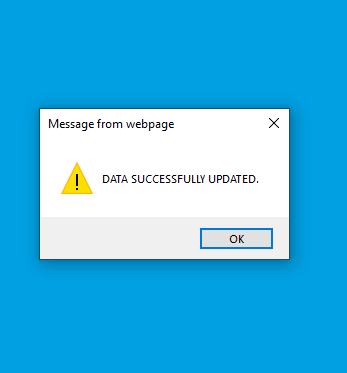 Message from webpage
DATA SUCCESSFULLY UPDATED.
OK